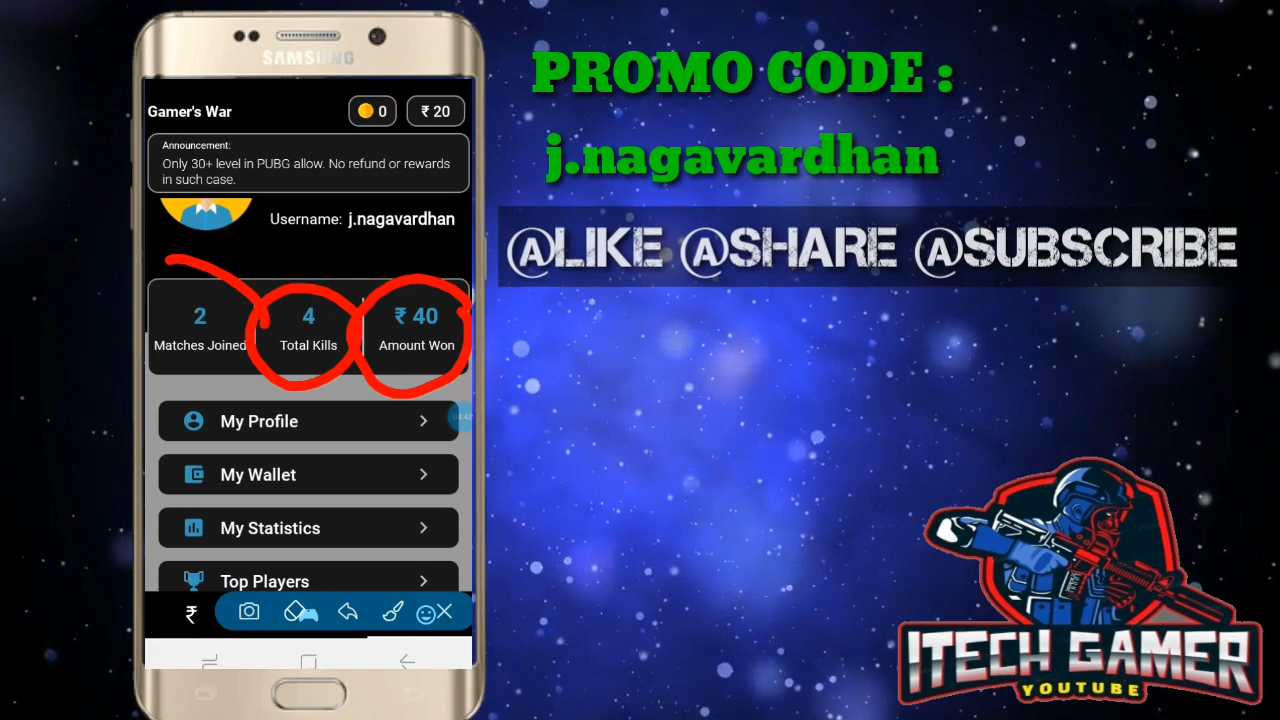 SAMSUNG
Gamer's War
0
₹ 20
Announcement:
Only 30+ level in PUBG allow. No refund or rewards
in such case.
Username: j.nagavardhan
2
4
₹ 40
Matches Joined
Total Kills
Amount Won
My Profile
My Wallet
My Statistics
Top Players
₹
PROMO CODE :
j.nagavardhan
@LIKE @SHARE @SUBSCRIBE
ITECH GAMER
YOUTUBE